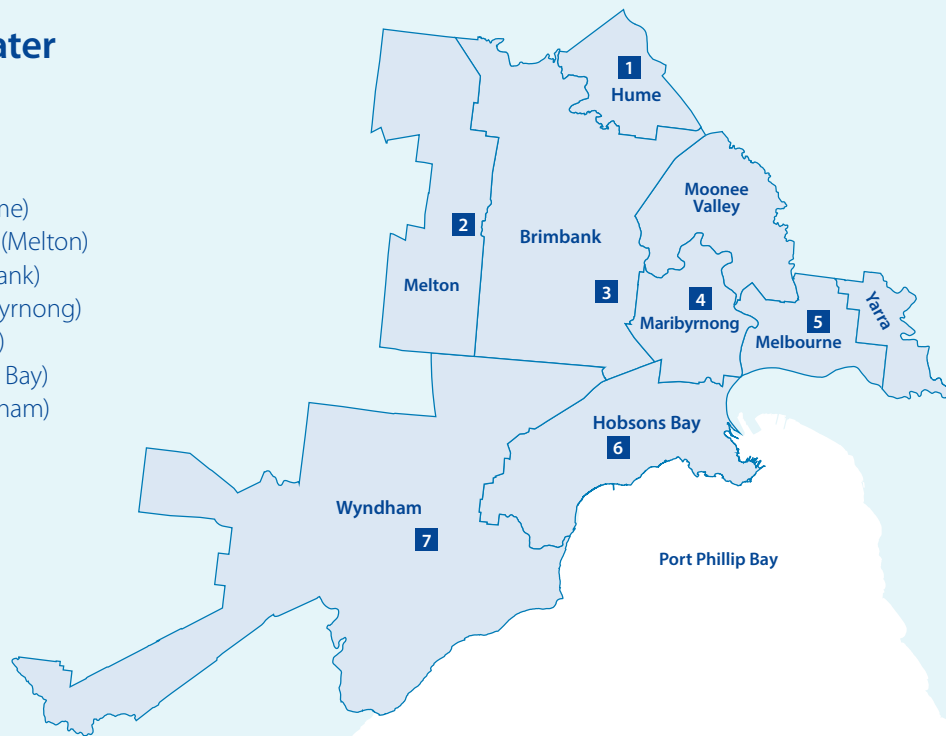 ater
ne)
(Melton)
ank)
yrnong)
)
Bay)
ham)
1
Hume
Moonee
Valley
2
Brimbank
Melton
3
4
Maribyrnong
5
Melbourne
Yarra
Hobsons Bay
6
Wyndham
7
Port Phillip Bay